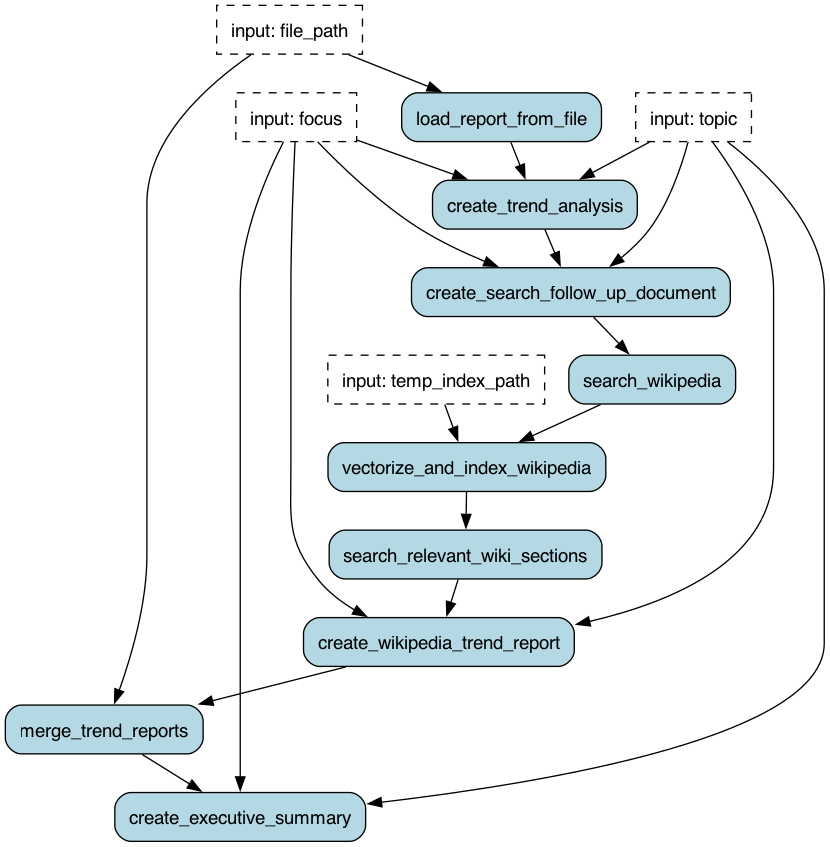 input: file_path
input: focus
load_report_from_file
input: topic
create_trend_analysis
create_search_follow_up_document
input: temp_index_path
search_wikipedia
vectorize_and_index_wikipedia
search_relevant_wiki_sections
create_wikipedia_trend_report
merge_trend_reports
create_executive_summary